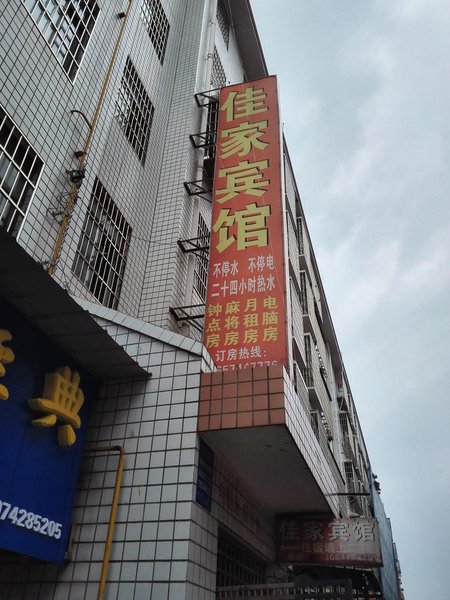 佳家宾馆
不停水 不停电
二十四小时热水
钟点房 麻将房 月租房 电脑房
订房热线：
典
0742852​05
佳家宾馆